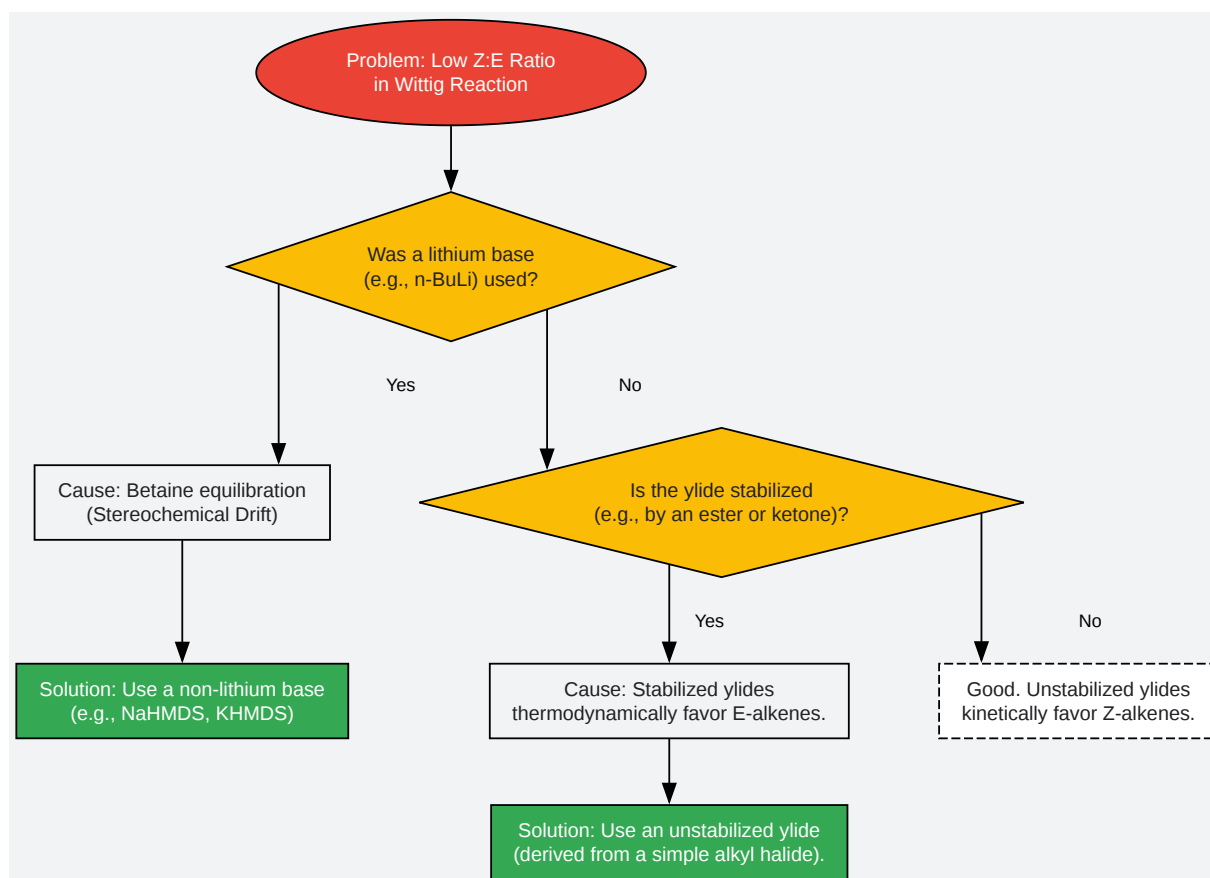 Problem: Low Z:E Ratio
in Wittig Reaction
Was a lithium base
(e.g., n-BuLi) used?
Yes
No
Cause: Betaine equilibration
(Stereochemical Drift)
Is the ylide stabilized
(e.g., by an ester or ketone)?
Yes
No
Solution: Use a non-lithium base
(e.g., NaHMDS, KHMDS)
Cause: Stabilized ylides
thermodynamically favor E-alkenes.
Good. Unstabilized ylides
kinetically favor Z-alkenes.
Solution: Use an unstabilized ylide
(derived from a simple alkyl halide).